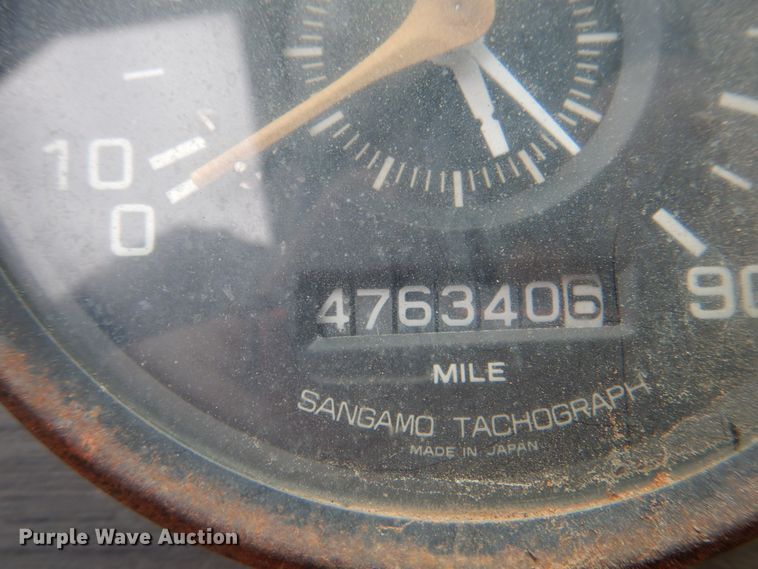 10
0
90
4763406
MILE
SANGAMO TACHOGRAPH
MADE IN JAPAN
Purple Wave Auction